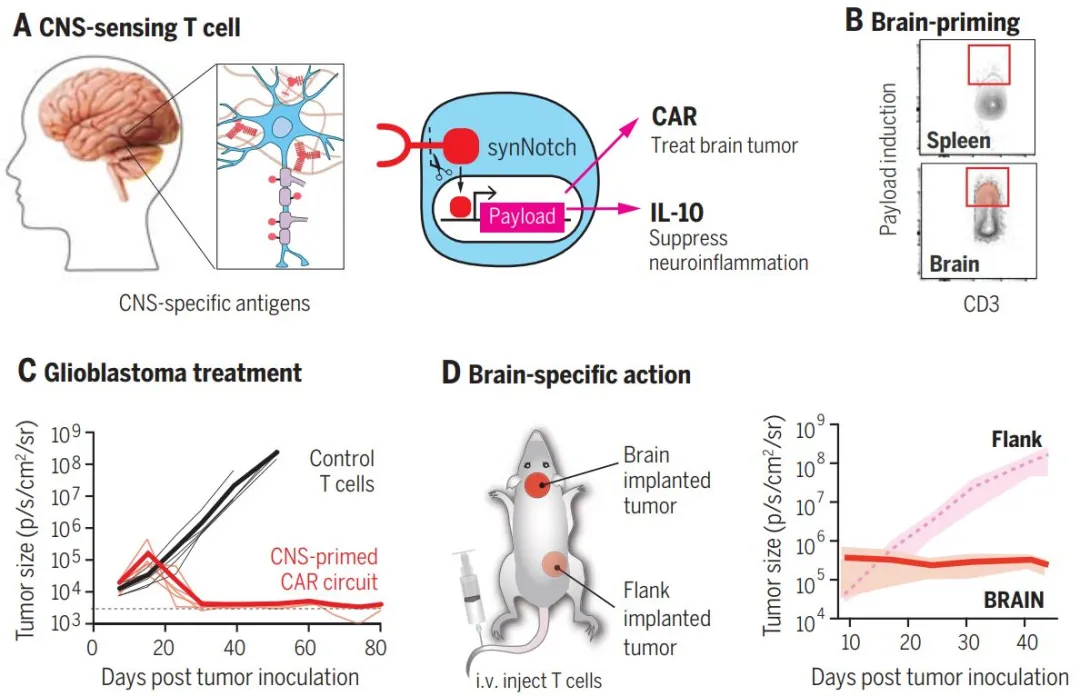 A CNS-sensing T cell
CNS-specific antigens
synNotch
Payload
CAR
Treat brain tumor
IL-10
Suppress
neuroinflammation
B Brain-priming
Payload induction
Spleen
Brain
CD3
C Glioblastoma treatment
Tumor size (p/s/cm²/sr)
10⁹
10⁸
10⁷
10⁶
10⁵
10⁴
10³
Control
T cells
CNS-primed
CAR circuit
0 20 40 60 80
Days post tumor inoculation
D Brain-specific action
Brain
implanted
tumor
Flank
implanted
tumor
i.v. inject T cells
Tumor size (p/s/cm²/sr)
10⁹
10⁸
10⁷
10⁶
10⁵
10⁴
Flank
BRAIN
10 20 30 40
Days post tumor inoculation